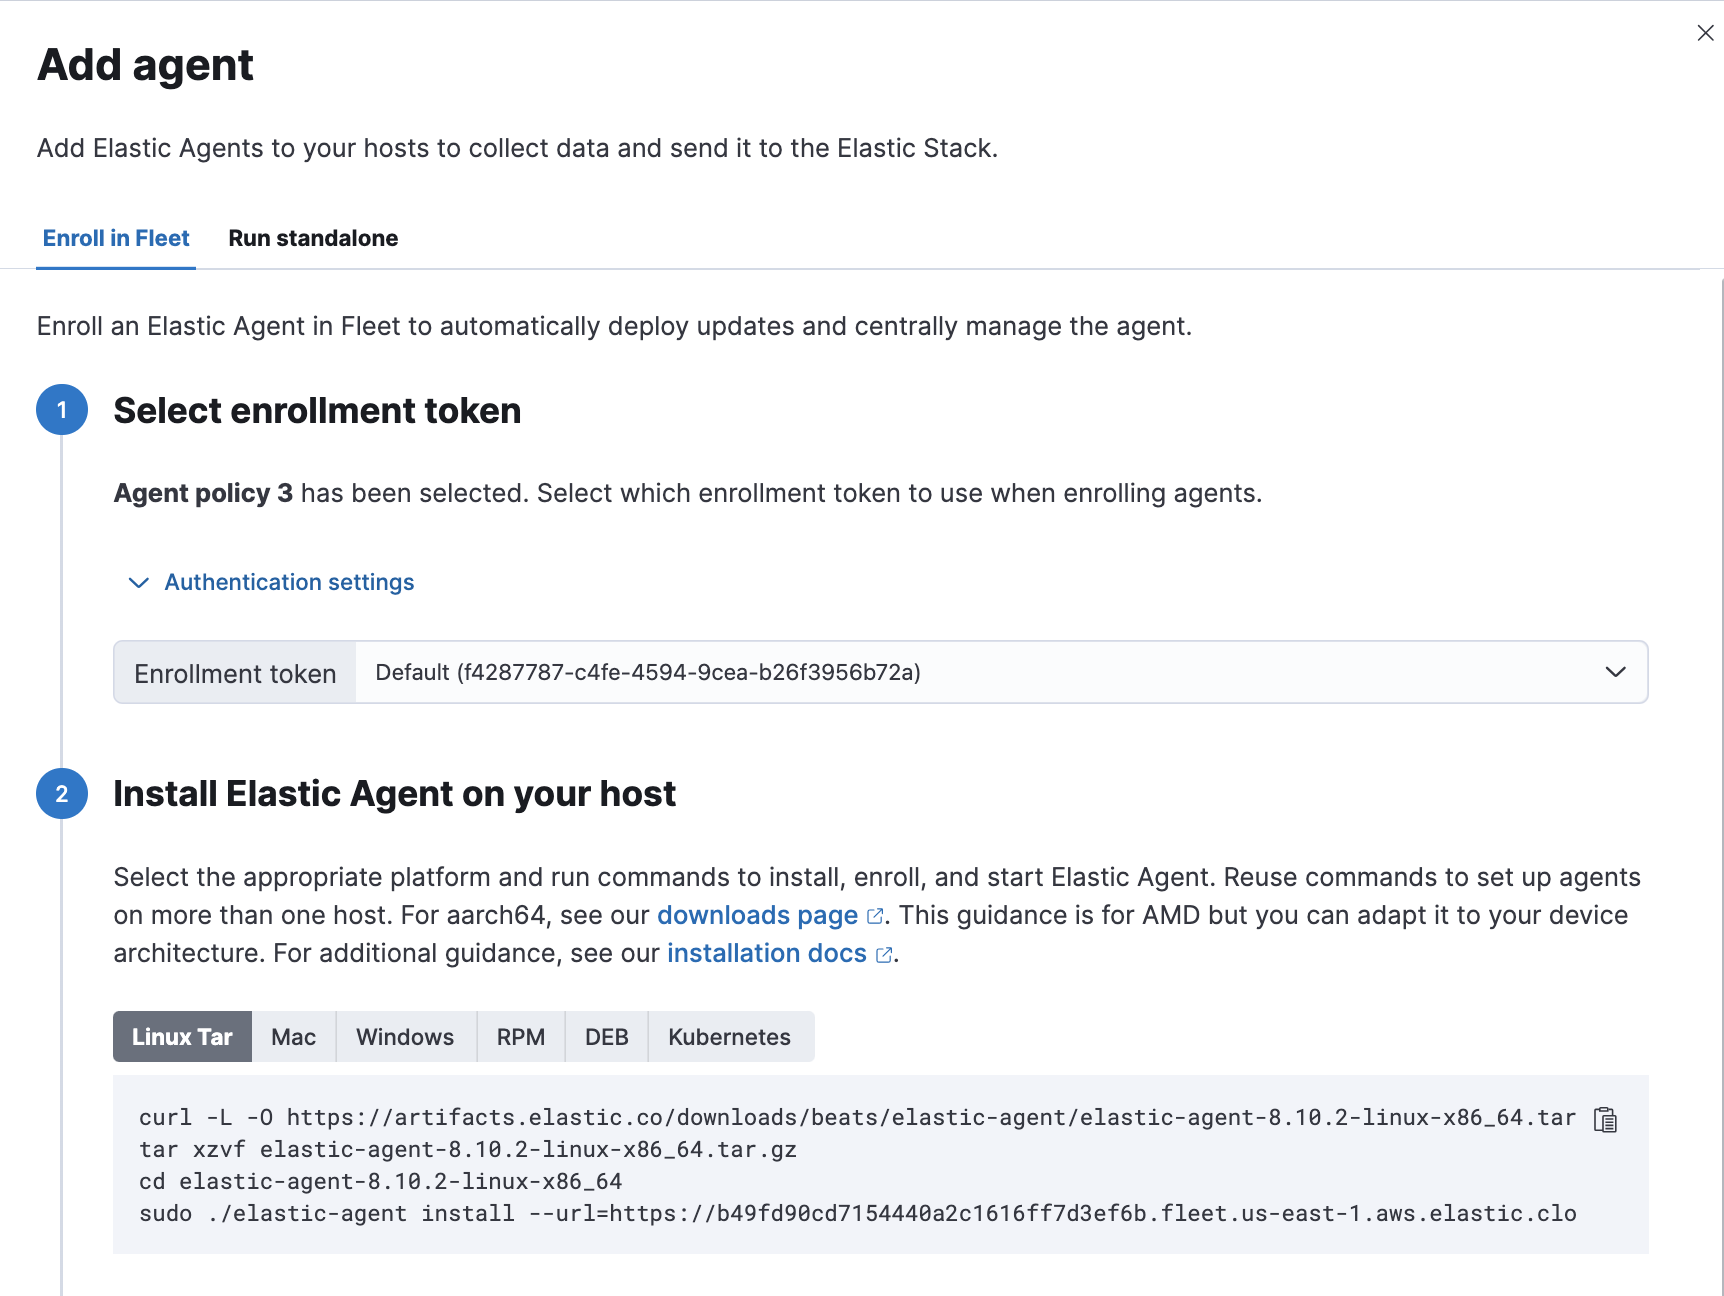 Add agent
Add Elastic Agents to your hosts to collect data and send it to the Elastic Stack.
Enroll in Fleet Run standalone
Enroll an Elastic Agent in Fleet to automatically deploy updates and centrally manage the agent.
1 Select enrollment token
Agent policy 3 has been selected. Select which enrollment token to use when enrolling agents.
Authentication settings
Enrollment token Default (f4287787-c4fe-4594-9cea-b26f3956b72a)
2 Install Elastic Agent on your host
Select the appropriate platform and run commands to install, enroll, and start Elastic Agent. Reuse commands to set up agents
on more than one host. For aarch64, see our downloads page. This guidance is for AMD but you can adapt it to your device
architecture. For additional guidance, see our installation docs.
Linux Tar Mac Windows RPM DEB Kubernetes
curl -L -O https://artifacts.elastic.co/downloads/beats/elastic-agent/elastic-agent-8.10.2-linux-x86_64.tar
tar xzvf elastic-agent-8.10.2-linux-x86_64.tar.gz
cd elastic-agent-8.10.2-linux-x86_64
sudo ./elastic-agent install --url=https://b49fd90cd7154440a2c1616ff7d3ef6b.fleet.us-east-1.aws.elastic.clo